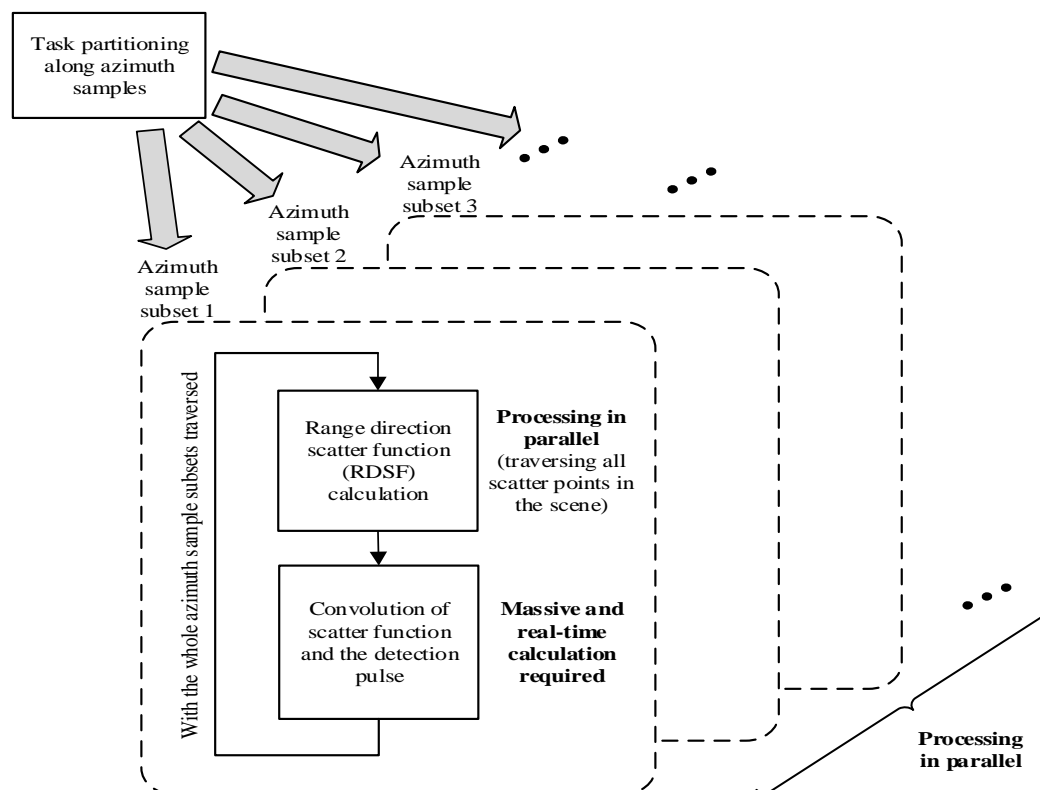 Task partitioning
along azimuth
samples
Azimuth
sample
subset 3
Azimuth
sample
subset 2
Azimuth
sample
subset 1
With the whole azimuth sample subsets traversed
Range direction
scatter function
(RDSF)
calculation
Processing in
parallel
(traversing all
scatter points in
the scene)
Convolution of
scatter function
and the detection
pulse
Massive and
real-time
calculation
required
Processing
in parallel